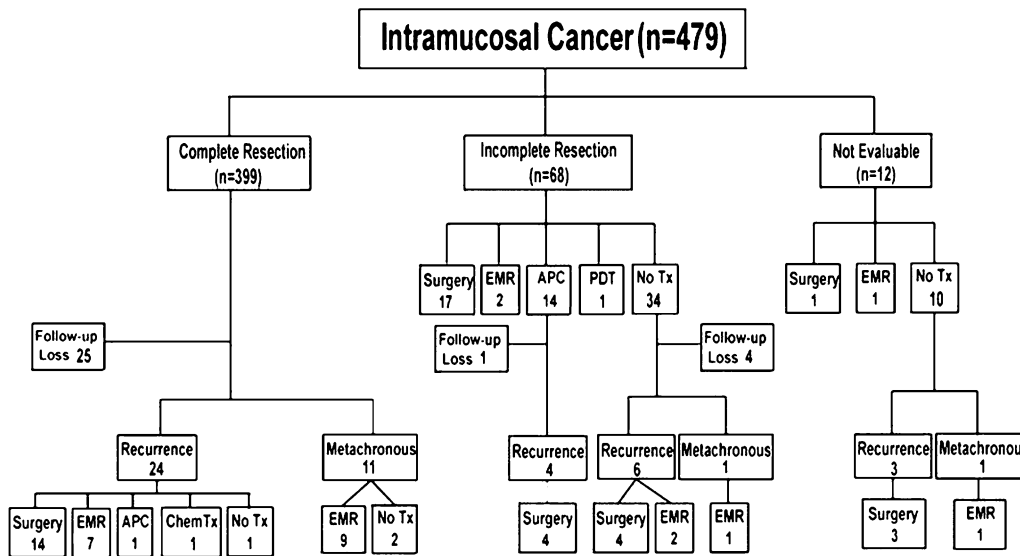 Intramucosal Cancer (n=479)
Complete Resection
(n=399)
Incomplete Resection
(n=68)
Not Evaluable
(n=12)
Surgery
17
EMR
2
APC
14
PDT
1
No Tx
34
Surgery
1
EMR
1
No Tx
10
Follow-up
Loss 25
Follow-up
Loss 1
Follow-up
Loss 4
Recurrence
24
Metachronous
11
Recurrence
4
Recurrence
6
Metachronous
1
Recurrence
3
Metachronous
1
Surgery
14
EMR
7
APC
1
ChemTx
1
No Tx
1
EMR
9
No Tx
2
Surgery
4
Surgery
4
EMR
2
EMR
1
Surgery
3
EMR
1